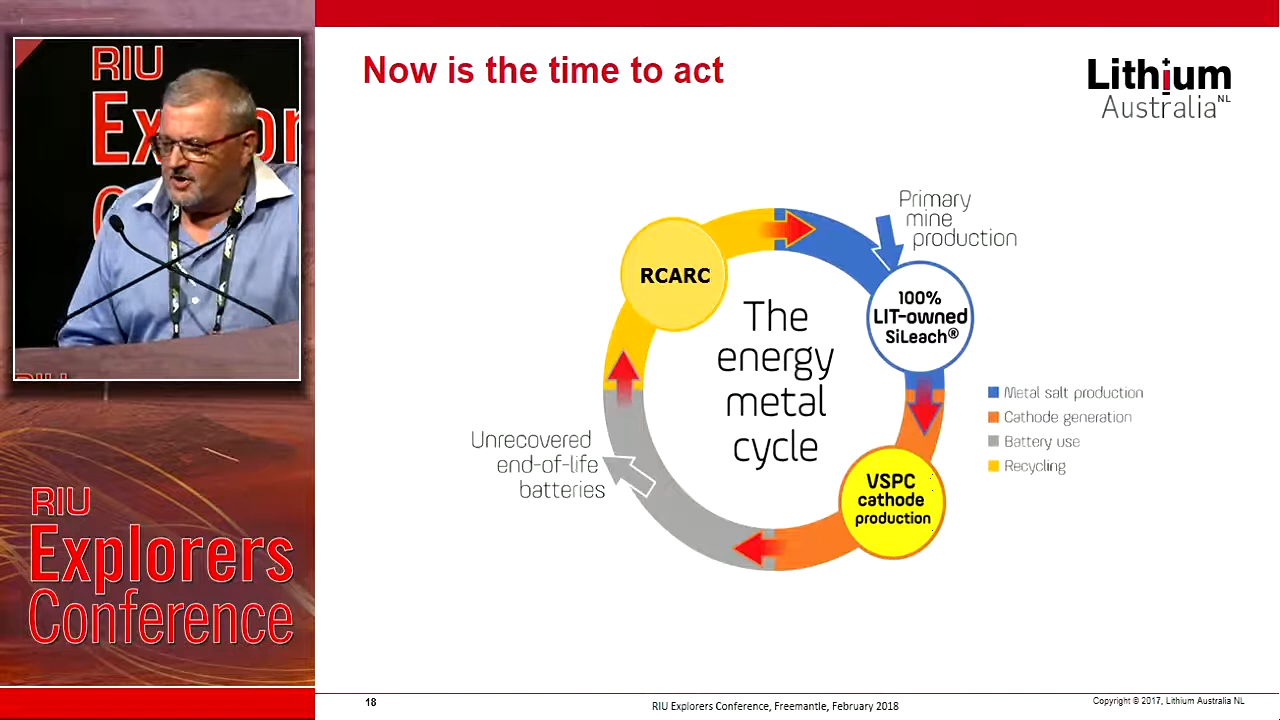 RIU
RIU
Explorers
Conference
Now is the time to act
Lithium
Australia NL
Primary
mine
production
RCARC
100%
LIT-owned
SiLeach®
The
energy
metal
cycle
Metal salt production
Cathode generation
Battery use
Recycling
Unrecovered
end-of-life
batteries
VSPC
cathode
production
18
RIU Explorers Conference, Freemantle, February 2018
Copyright © 2017, Lithium Australia NL